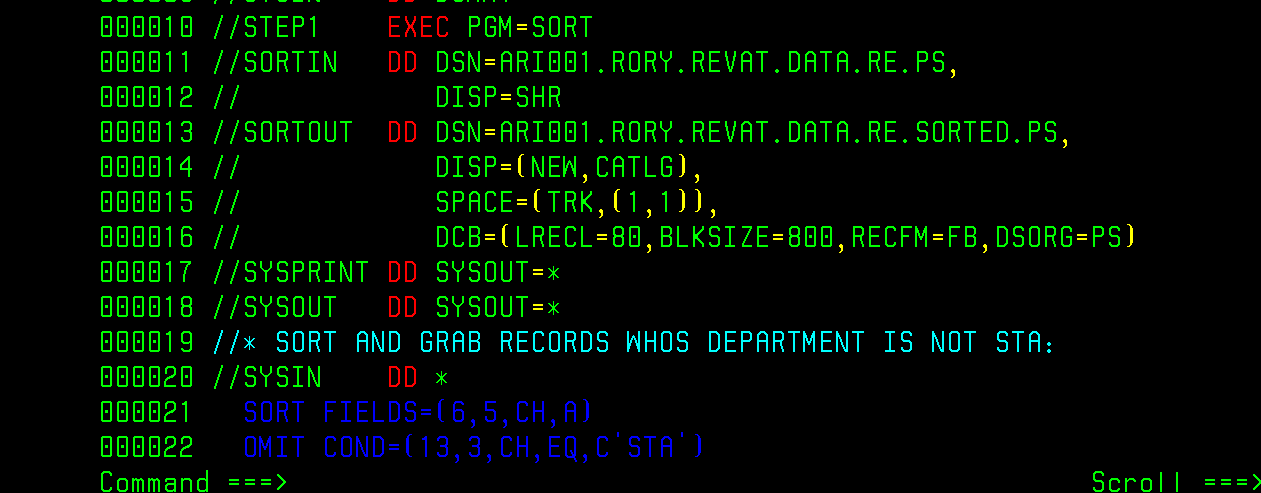 000010 //STEP1    EXEC PGM=SORT
000011 //SORTIN   DD DSN=ARI001.RORY.REVAT.DATA.RE.PS,
000012 //            DISP=SHR
000013 //SORTOUT  DD DSN=ARI001.RORY.REVAT.DATA.RE.SORTED.PS,
000014 //            DISP=(NEW,CATLG),
000015 //            SPACE=(TRK,(1,1)),
000016 //            DCB=(LRECL=80,BLKSIZE=800,RECFM=FB,DSORG=PS)
000017 //SYSPRINT DD SYSOUT=*
000018 //SYSOUT   DD SYSOUT=*
000019 //* SORT AND GRAB RECORDS WHOS DEPARTMENT IS NOT STA:
000020 //SYSIN    DD *
000021   SORT FIELDS=(6,5,CH,A)
000022   OMIT COND=(13,3,CH,EQ,C'STA')
Command ===> Scroll ===>